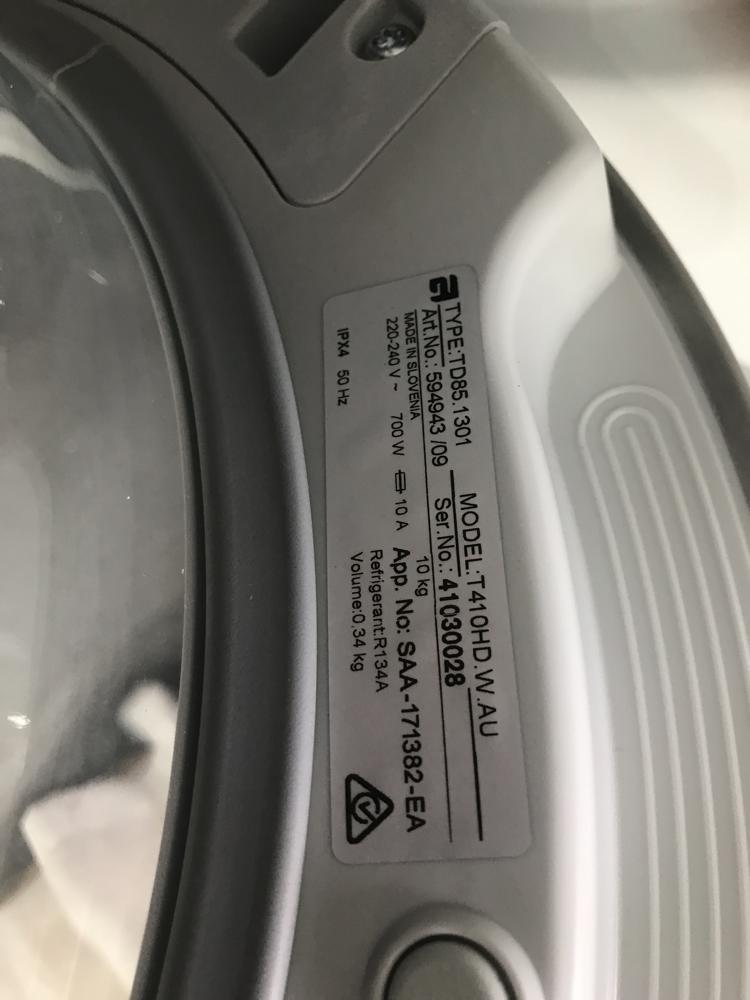 TYPE:TD85.1301 MODEL:T410HD.W.AU
Art.No.: 594943 /09 Ser.No.: 41030028
MADE IN SLOVENIA 10 kg
220-240 V ~ 700 W 10 A App. No: SAA-171382-EA
Refrigerant:R134A
IPX4 50 Hz Volume:0,34 kg